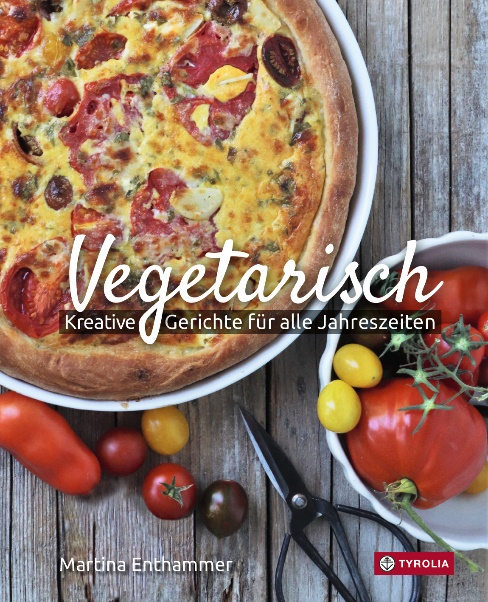 Vegetarisch
Kreative Gerichte für alle Jahreszeiten
Martina Enthammer
TYROLIA